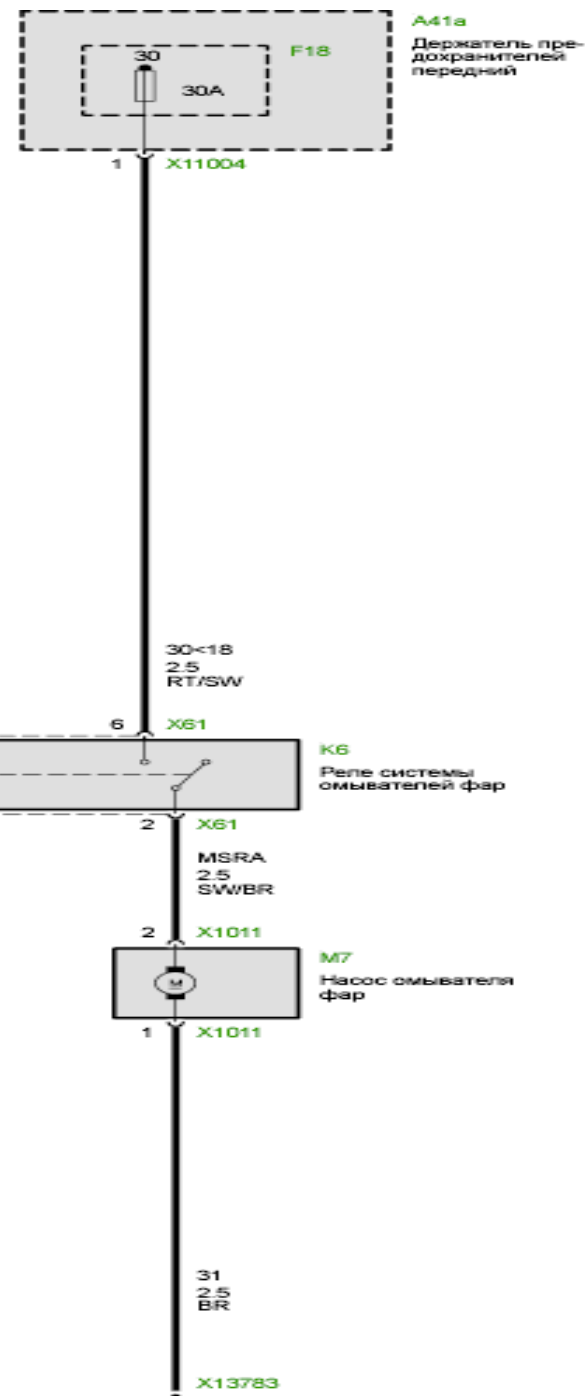 A41a
Держатель пре-
дохранителей
передний
F18
30
30A
1 X11004
30<18
2.5
RT/SW
6 X61
K6
Реле системы
омывателей фар
2 X61
MSRA
2.5
SW/BR
2 X1011
M7
Насос омывателя
фар
M
1 X1011
31
2.5
BR
X13783